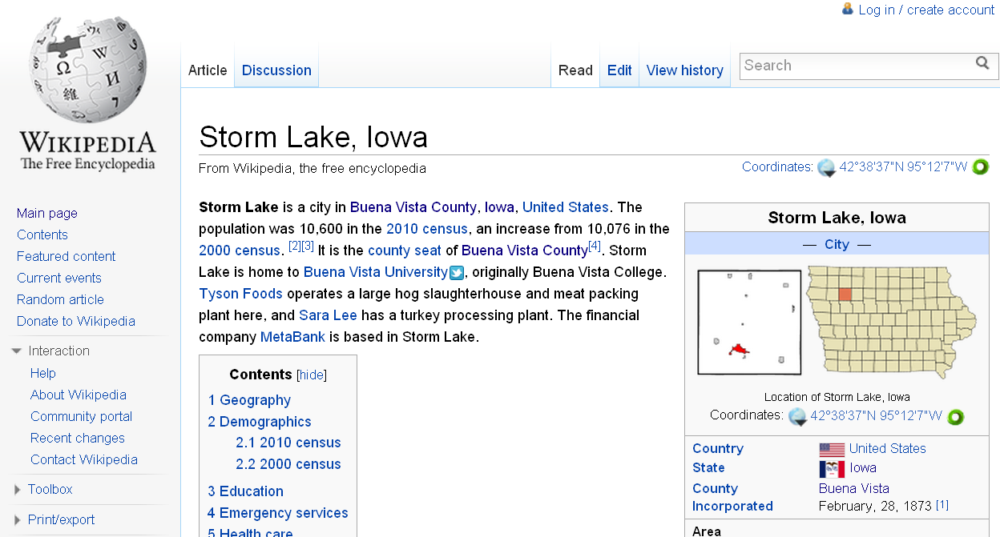 Log in / create account
Article
Discussion
Read
Edit
View history
Search
WIKIPEDIA
The Free Encyclopedia
Main page
Contents
Featured content
Current events
Random article
Donate to Wikipedia
Interaction
Help
About Wikipedia
Community portal
Recent changes
Contact Wikipedia
Toolbox
Print/export
Storm Lake, Iowa
From Wikipedia, the free encyclopedia
Coordinates: 42°38'37"N 95°12'7"W
Storm Lake is a city in Buena Vista County, Iowa, United States. The
population was 10,600 in the 2010 census, an increase from 10,076 in the
2000 census. [2][3] It is the county seat of Buena Vista County[4]. Storm
Lake is home to Buena Vista University, originally Buena Vista College.
Tyson Foods operates a large hog slaughterhouse and meat packing
plant here, and Sara Lee has a turkey processing plant. The financial
company MetaBank is based in Storm Lake.
Contents [hide]
1 Geography
2 Demographics
2.1 2010 census
2.2 2000 census
3 Education
4 Emergency services
5 Health care
Storm Lake, Iowa
— City —
Location of Storm Lake, Iowa
Coordinates: 42°38'37"N 95°12'7"W
Country United States
State Iowa
County Buena Vista
Incorporated February, 28, 1873 [1]
Area